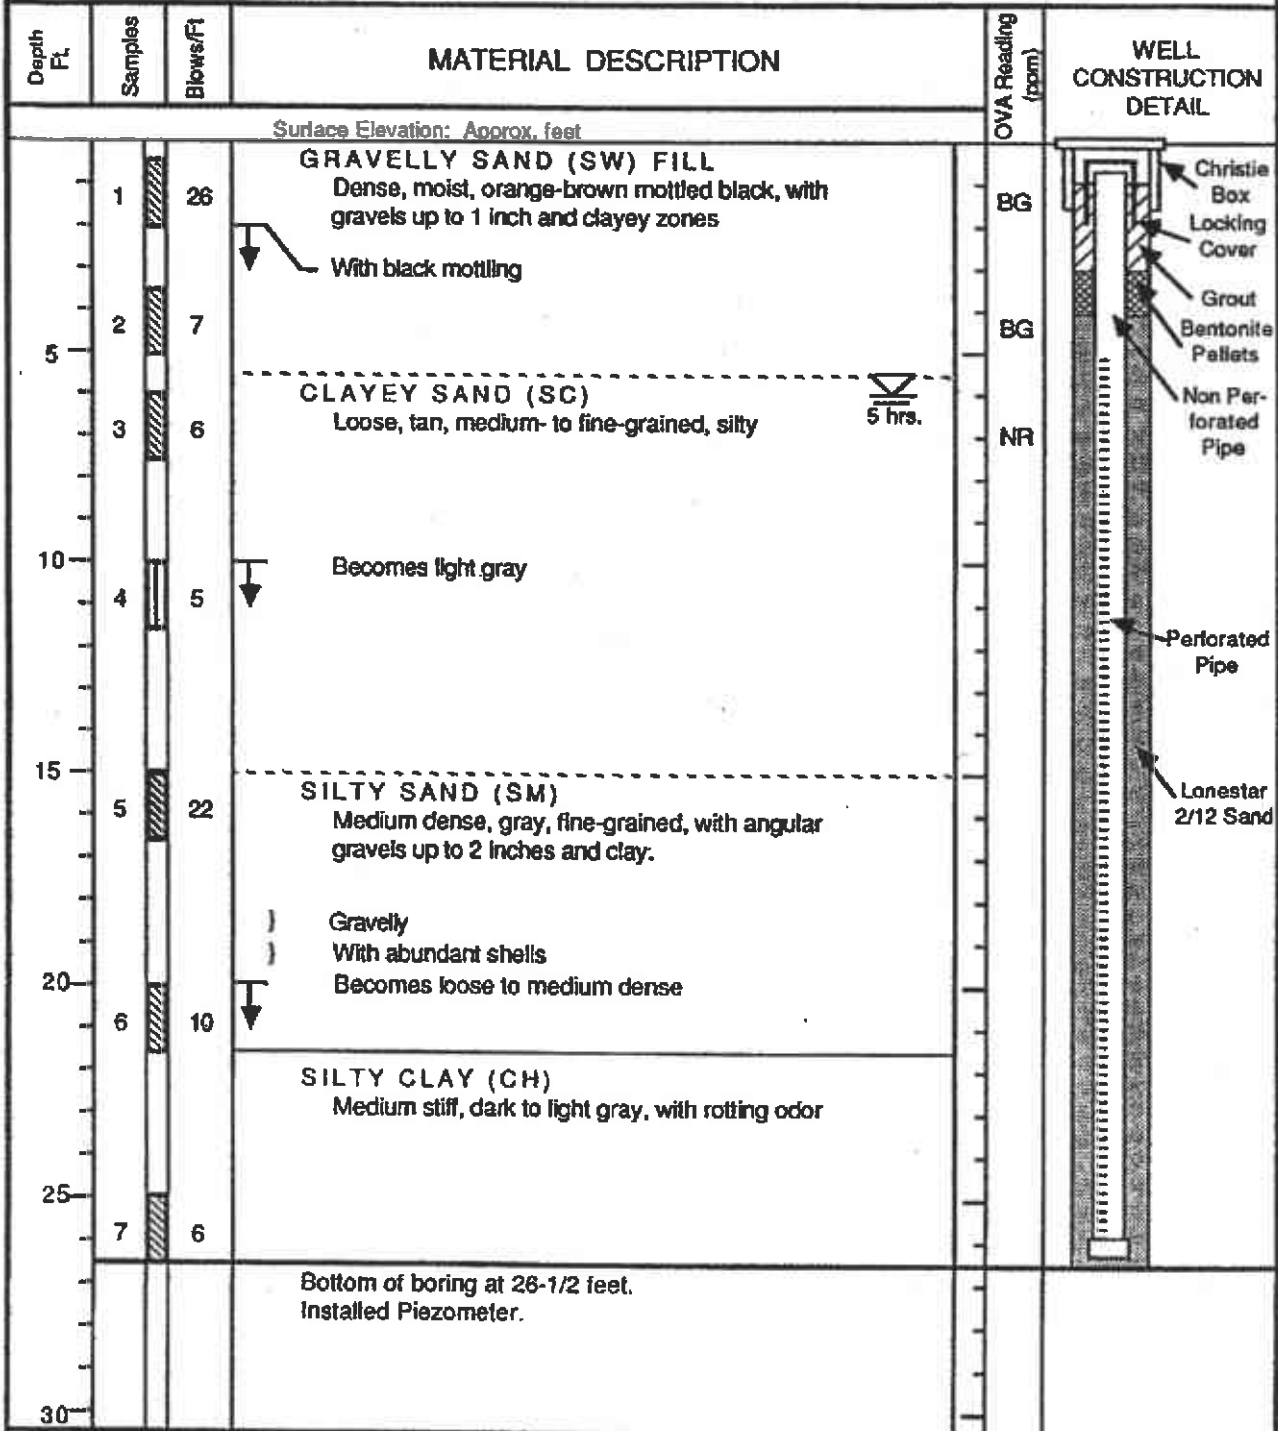 Depth Ft.
Samples
Blows/Ft
MATERIAL DESCRIPTION
OVA Reading (ppm)
WELL
CONSTRUCTION
DETAIL
Surface Elevation: Approx. feet
GRAVELLY SAND (SW) FILL
Dense, moist, orange-brown mottled black, with
gravels up to 1 inch and clayey zones
1
26
BG
Christie
Box
Locking
Cover
With black mottling
Grout
2
7
BG
Bentonite
Pellets
5
CLAYEY SAND (SC)
5 hrs.
Loose, tan, medium- to fine-grained, silty
3
6
NR
Non Per-
forated
Pipe
10
Becomes light gray
4
5
Perforated
Pipe
15
SILTY SAND (SM)
Medium dense, gray, fine-grained, with angular
gravels up to 2 inches and clay.
5
22
Lonestar
2/12 Sand
Gravelly
With abundant shells
20
Becomes loose to medium dense
6
10
SILTY CLAY (CH)
Medium stiff, dark to light gray, with rotting odor
25
7
6
Bottom of boring at 26-1/2 feet.
Installed Piezometer.
30